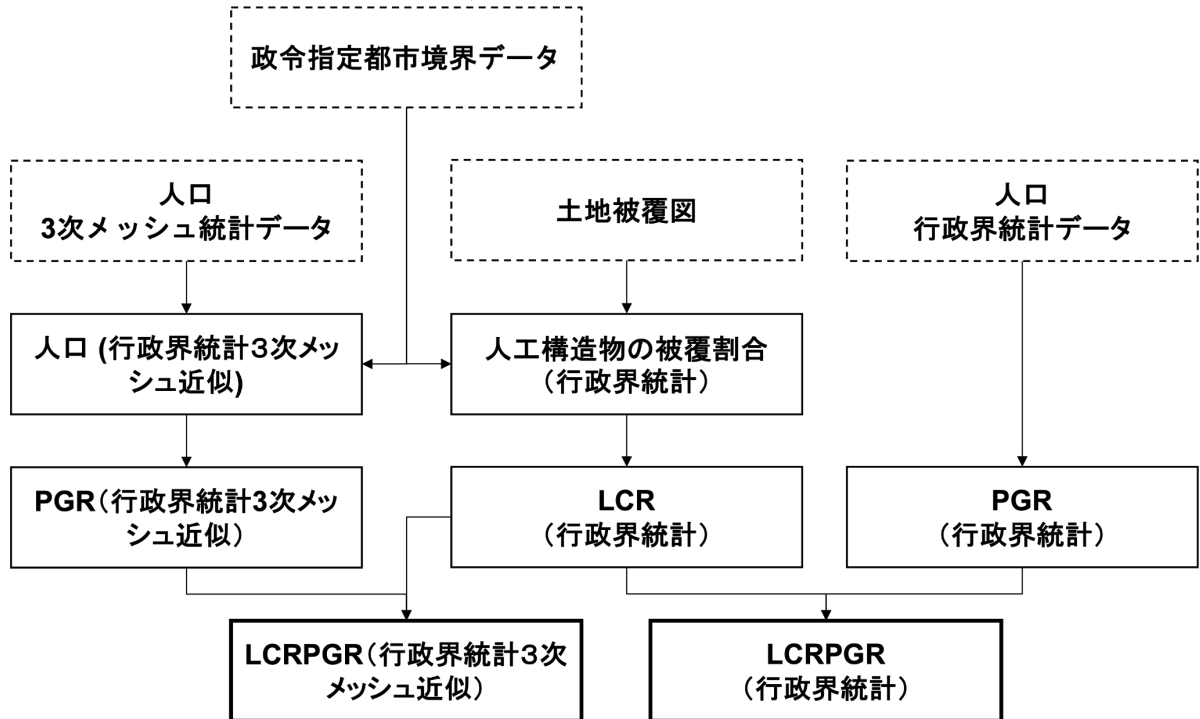 政令指定都市境界データ
人口
3次メッシュ統計データ
土地被覆図
人口
行政界統計データ
人口 (行政界統計３次メッ
シュ近似)
人工構造物の被覆割合
（行政界統計）
PGR（行政界統計3次メッ
シュ近似）
LCR
（行政界統計）
PGR
（行政界統計）
LCRPGR（行政界統計３次
メッシュ近似）
LCRPGR
（行政界統計）